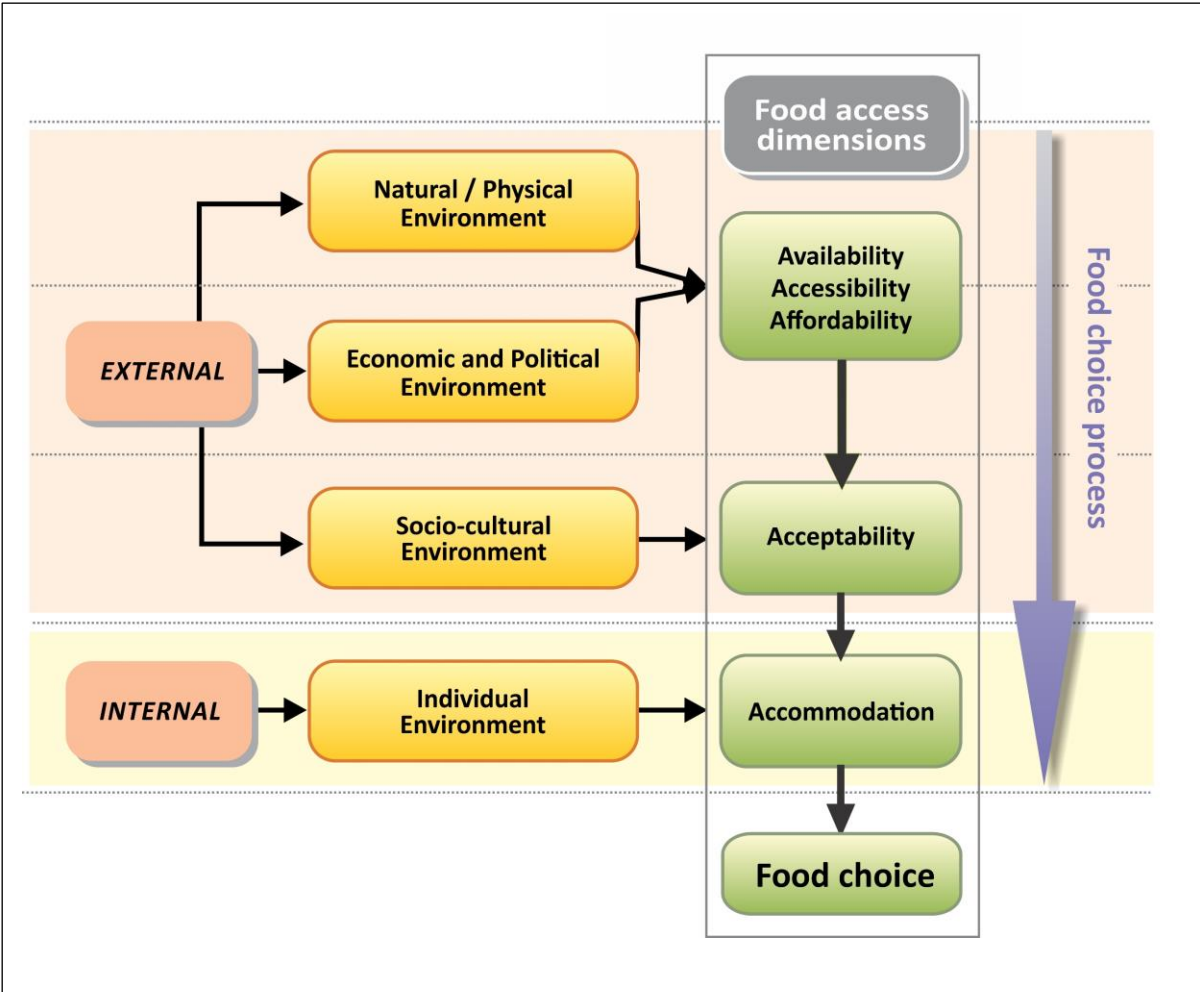 Food access
dimensions
Natural / Physical
Environment
Availability
Accessibility
Affordability
EXTERNAL
Economic and Political
Environment
Socio-cultural
Environment
Acceptability
INTERNAL
Individual
Environment
Accommodation
Food choice
Food choice process